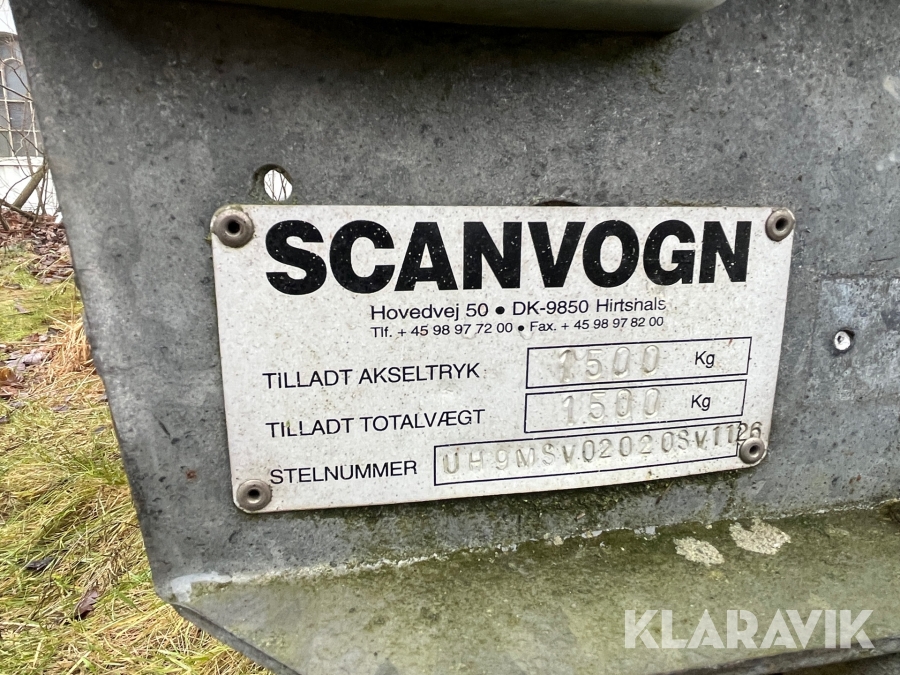 SCANVOGN
Hovedvej 50 • DK-9850 Hirtshals
Tlf. + 45 98 97 72 00 • Fax. + 45 98 97 82 00
TILLADT AKSELTRYK 1500 Kg
TILLADT TOTALVÆGT 1500 Kg
STELNUMMER UH9MSV02020SV1126
KLARAVIK